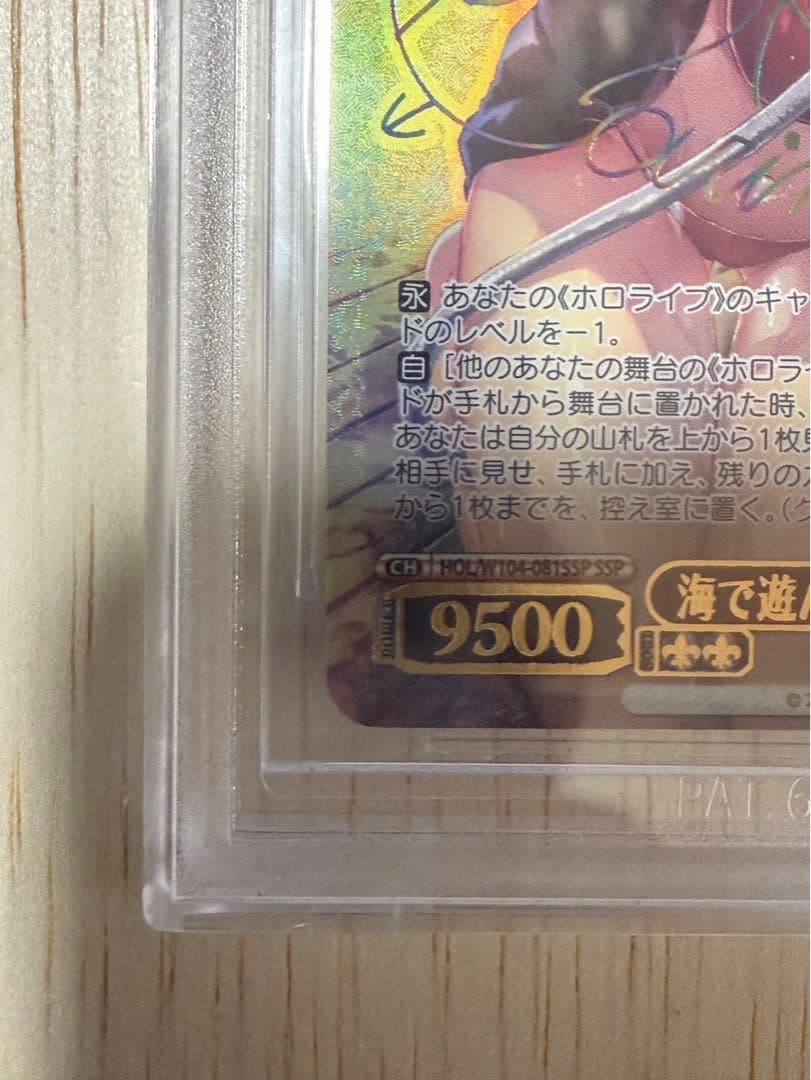 永 あなたの《ホロライブ》のキャ
ドのレベルを－1。
自 ［他のあなたの舞台の《ホロラ
ドが手札から舞台に置かれた時、
あなたは自分の山札を上から1枚
相手に見せ、手札に加え、残りの
から1枚までを、控え室に置く。(
CH HOL/W104-081SSP SSP
POWER 9500 海で遊
SOUL
©
PAT.